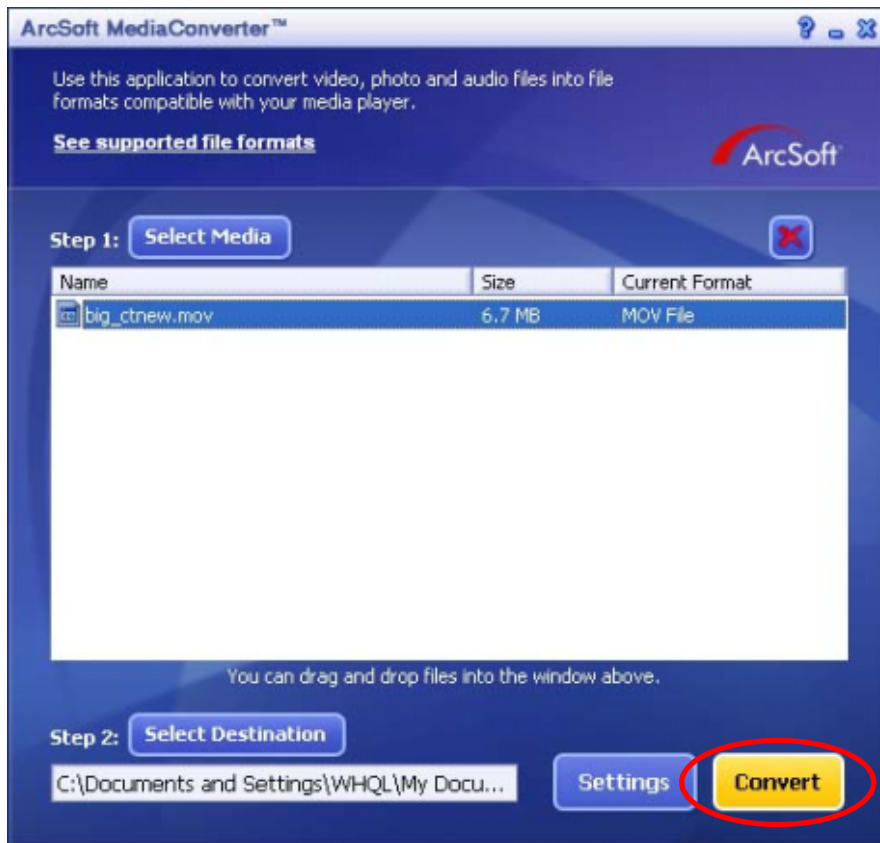 ArcSoft MediaConverter™
Use this application to convert video, photo and audio files into file
formats compatible with your media player.
See supported file formats
ArcSoft
Step 1: Select Media
Name Size Current Format
big_ctnew.mov 6.7 MB MOV File
You can drag and drop files into the window above.
Step 2: Select Destination
C:\Documents and Settings\WHQL\My Docu... Settings Convert